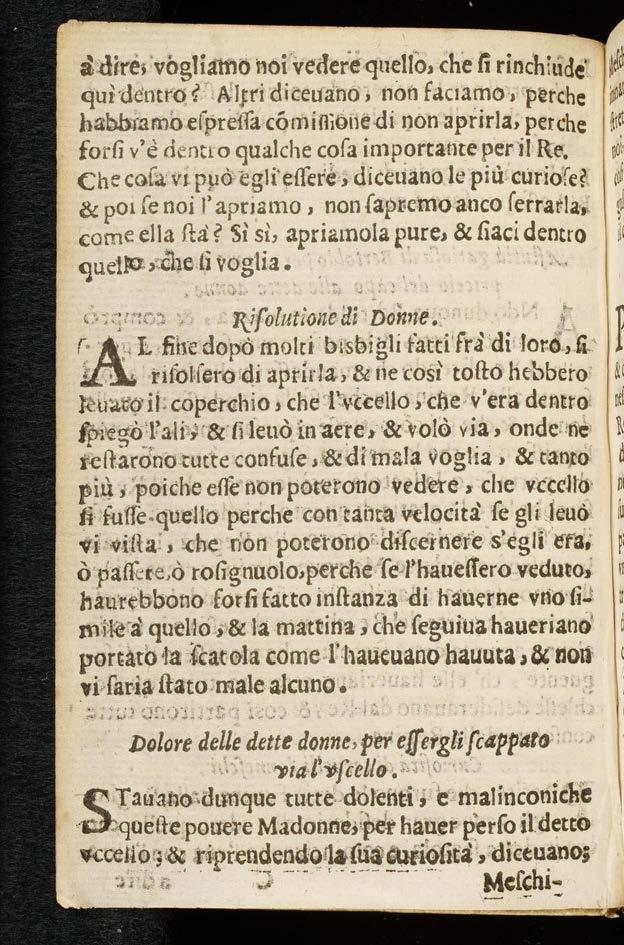 à dire, vogliamo noi vedere quello, che ſi rinchiude
quì dentro? Altri diceuano, non faciamo, perche
habbiamo eſpreſſa cõmiſſione di non aprirla, perche
forſi v'è dentro qualche coſa importante per il Re.
Che coſa vi può egli eſſere, diceuano le più curioſe?
& poi ſe noi l'apriamo, non ſapremo anco ſerrarla,
come ella ſtà? Sì sì, apriamola pure, & ſiaci dentro
quello, che ſi voglia.
Riſolutione di Donne.
AL fine dopò molti bisbigli fatti frà di loro, ſi
riſolſero di aprirla, & ne così toſto hebbero
leuato il coperchio, che l'vccello, che v'era dentro
ſpiegò l'ali, & ſi leuò in aere, & volò via, onde ne
reſtarono tutte confuſe, & di mala voglia, & tanto
più, poiche eſſe non poterono vedere, che vccello
ſi fuſſe quello perche con tanta velocità ſe gli leuò
vi viſta, che non poterono diſcernere s'egli era,
ò paſſere, ò roſignuolo, perche ſe l'haueſſero veduto,
haurebbono forſi fatto inſtanza di hauerne vno ſi-
mile à quello, & la mattina, che ſeguiua haueriano
portato la ſcatola come l'haueuano hauuta, & non
vi ſaria ſtato male alcuno.
Dolore delle dette donne, per eſſergli ſcappato
via l'vſcello.
STauano dunque tutte dolenti, e malinconiche
queſte pouere Madonne, per hauer perſo il detto
vccello; & riprendendo la ſua curioſità, diceuano;
Meſchi-